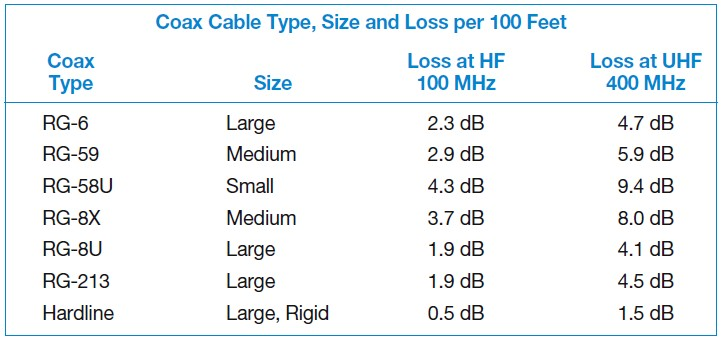 Coax Cable Type, Size and Loss per 100 Feet
Coax Type Size Loss at HF 100 MHz Loss at UHF 400 MHz
RG-6 Large 2.3 dB 4.7 dB
RG-59 Medium 2.9 dB 5.9 dB
RG-58U Small 4.3 dB 9.4 dB
RG-8X Medium 3.7 dB 8.0 dB
RG-8U Large 1.9 dB 4.1 dB
RG-213 Large 1.9 dB 4.5 dB
Hardline Large, Rigid 0.5 dB 1.5 dB